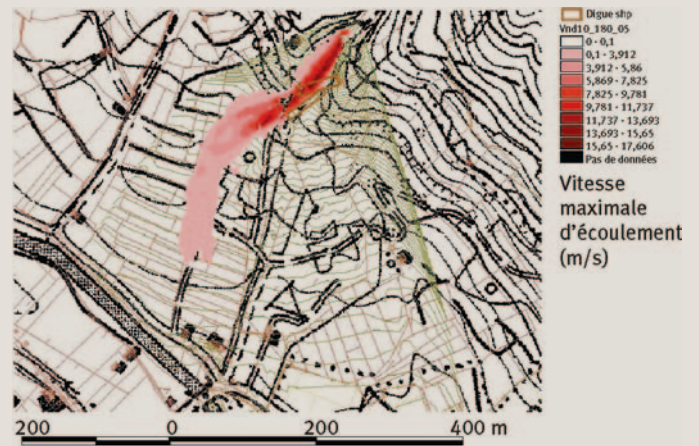 Digue shp
Vnd10_180_05
0 - 0,1
0,1 - 3,912
3,912 - 5,86
5,869 - 7,825
7,825 - 9,781
9,781 - 11,737
11,737 - 13,693
13,693 - 15,65
15,65 - 17,606
Pas de données
Vitesse
maximale
d'écoulement
(m/s)
200 0 200 400 m